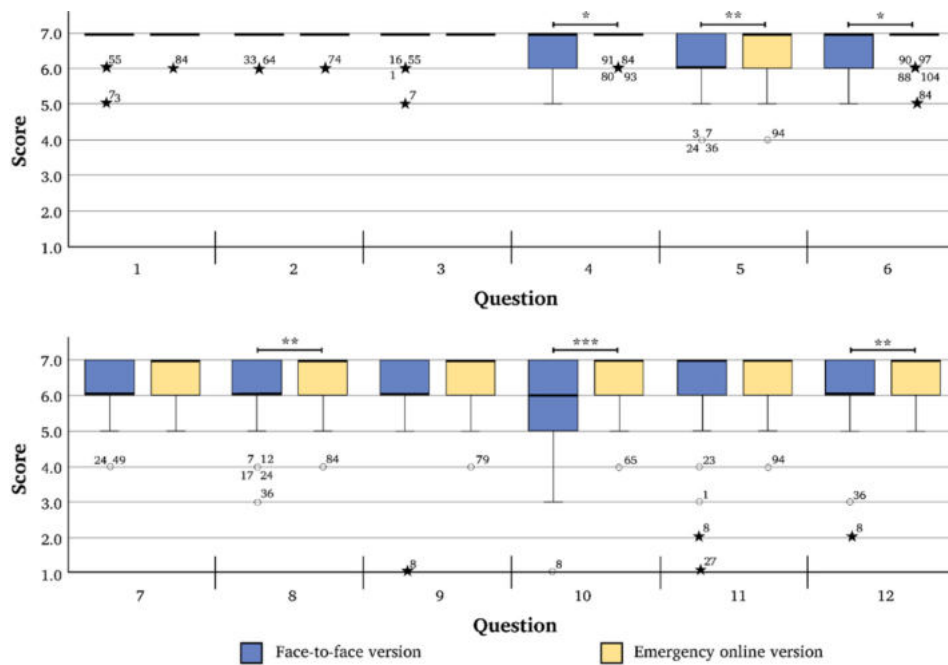 * ** *
7.0
6.0
5.0
4.0
3.0
2.0
1.0
Score
55 84 33 64 74 16 55 91 84 90 97
1 80 93 88 104
73 7 84
3 7 94
24 36
1 2 3 4 5 6
Question
** *** **
7.0
6.0
5.0
4.0
3.0
2.0
1.0
Score
24 49 7 12 84 79 65 23 94
17 24
36 1 36
8 8
8 8 27
7 8 9 10 11 12
Question
Face-to-face version Emergency online version